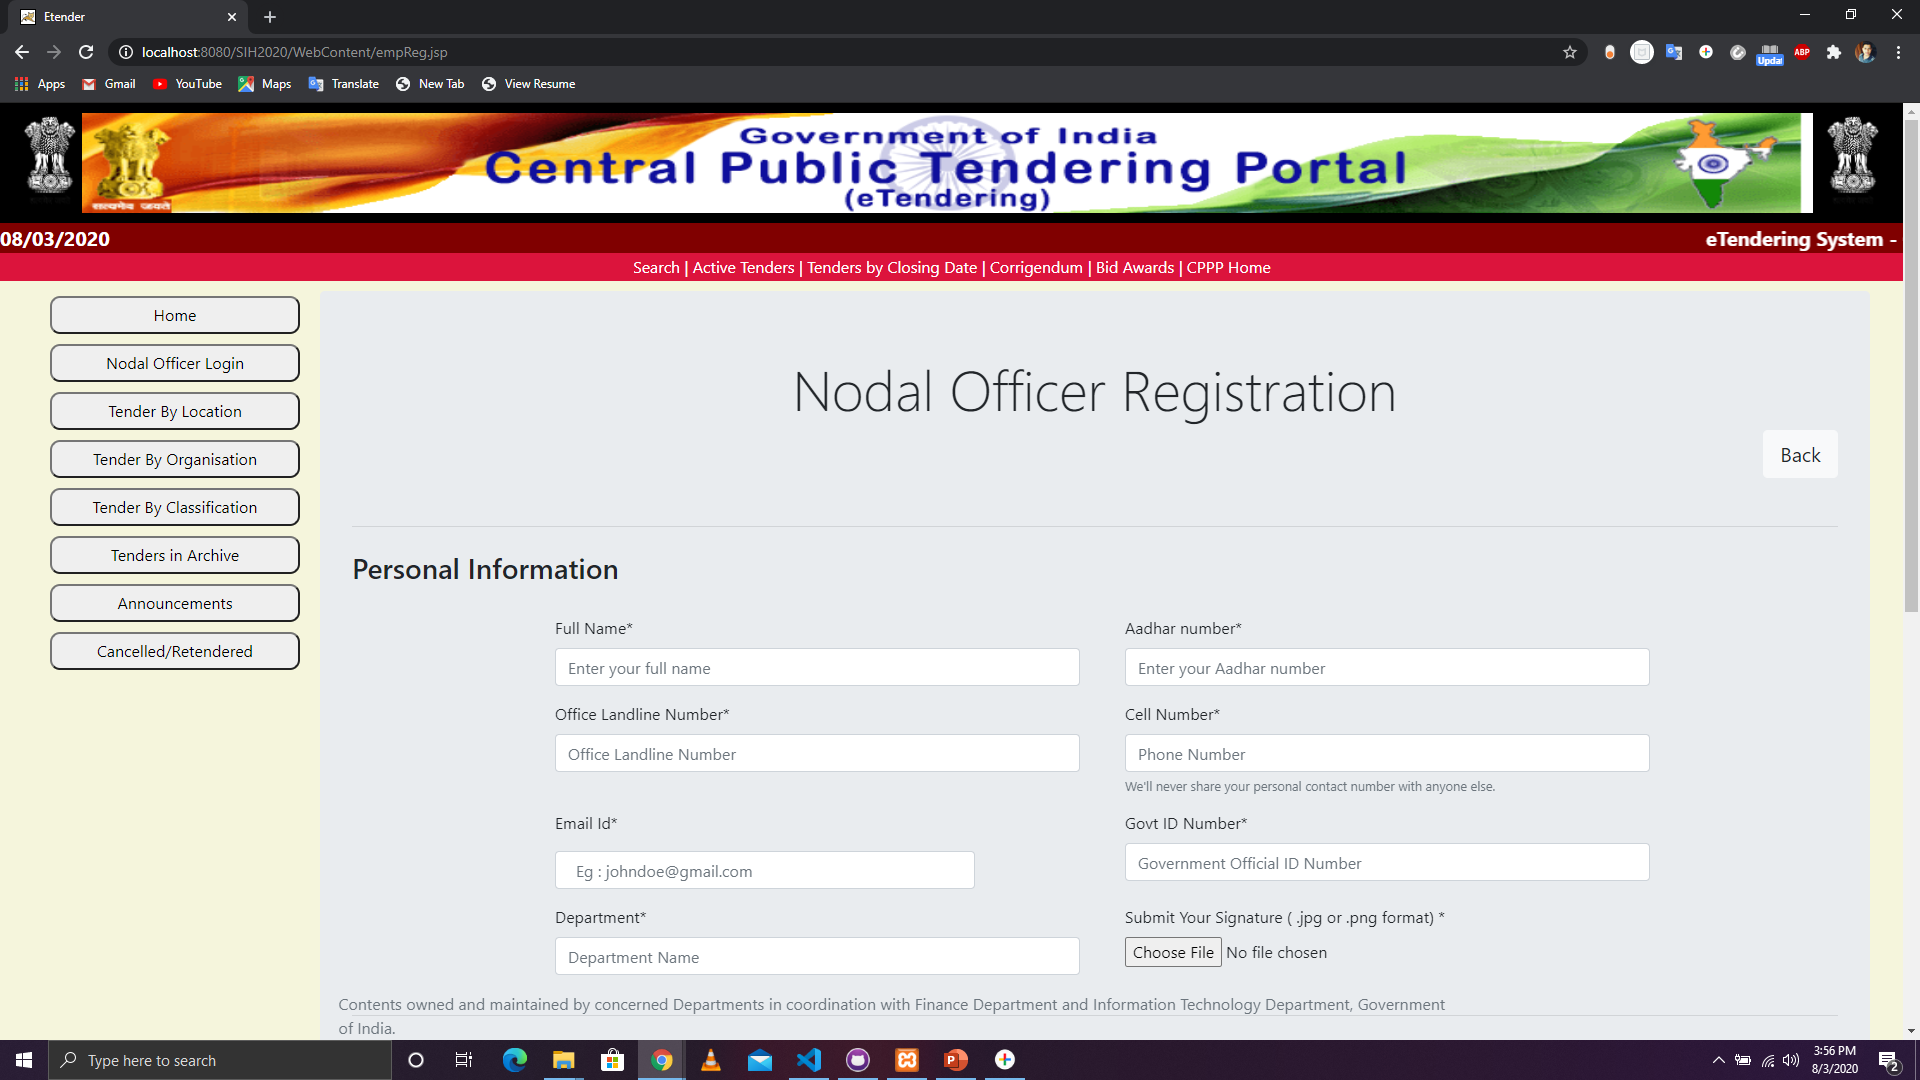 Etender
localhost:8080/SIH2020/WebContent/empReg.jsp
ABP
Apps
Gmail
YouTube
Maps
Translate
New Tab
View Resume
Government of India
Central Public Tendering Portal
(eTendering)
सत्यमेव जयते
08/03/2020
eTendering System -
Search | Active Tenders | Tenders by Closing Date | Corrigendum | Bid Awards | CPPP Home
Home
Nodal Officer Login
Tender By Location
Tender By Organisation
Tender By Classification
Tenders in Archive
Announcements
Cancelled/Retendered
Nodal Officer Registration
Back
Personal Information
Full Name*
Enter your full name
Aadhar number*
Enter your Aadhar number
Office Landline Number*
Office Landline Number
Cell Number*
Phone Number
We'll never share your personal contact number with anyone else.
Email Id*
Eg : johndoe@gmail.com
Govt ID Number*
Government Official ID Number
Department*
Department Name
Submit Your Signature ( .jpg or .png format) *
Choose File No file chosen
Contents owned and maintained by concerned Departments in coordination with Finance Department and Information Technology Department, Government
of India.
Type here to search
3:56 PM
8/3/2020
2